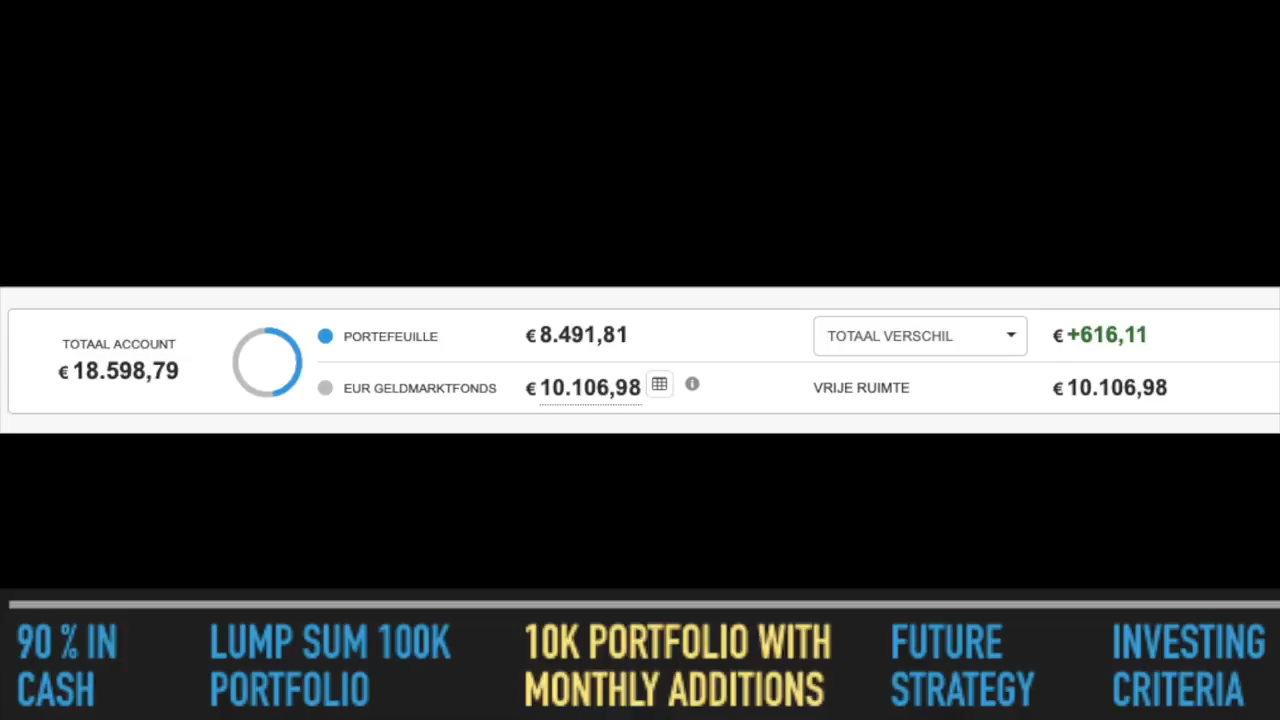 TOTAAL ACCOUNT
€ 18.598,79
PORTEFEUILLE
€ 8.491,81
TOTAAL VERSCHIL
€ +616,11
EUR GELDMARKTFONDS
€ 10.106,98
VRIJE RUIMTE
€ 10.106,98
90 % IN
CASH
LUMP SUM 100K
PORTFOLIO
10K PORTFOLIO WITH
MONTHLY ADDITIONS
FUTURE
STRATEGY
INVESTING
CRITERIA